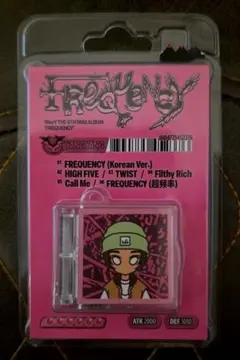 FREQUENCY
WayV THE 6TH MINI ALBUM
'FREQUENCY'
01 FREQUENCY (Korean Ver.)
02 HIGH FIVE / 03 TWIST / 04 Filthy Rich
05 Call Me / 06 FREQUENCY (超频率)
ATK 2000
DEF 1010